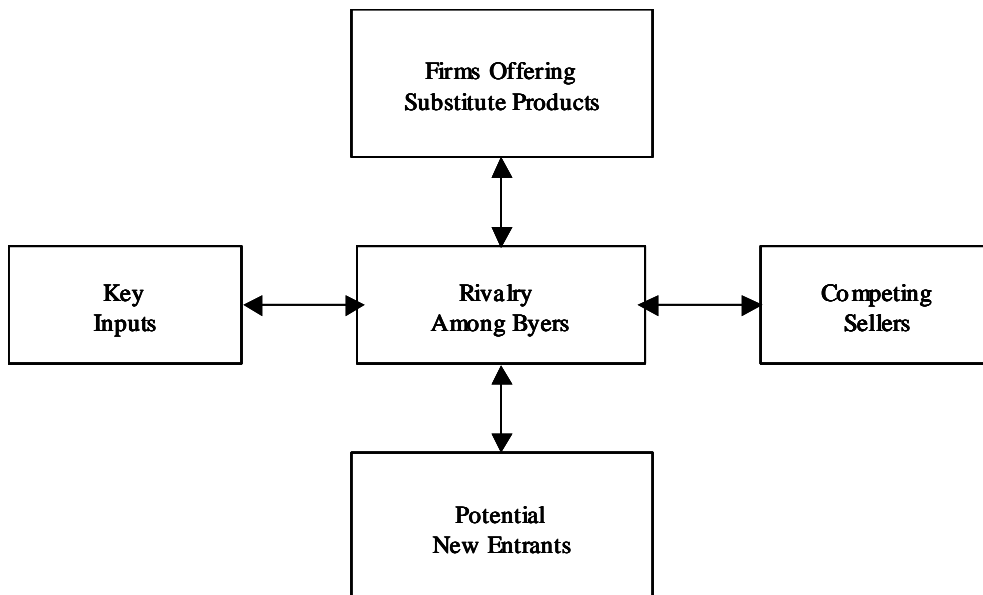 Firms Offering
Substitute Products
Key
Inputs
Rivalry
Among Byers
Competing
Sellers
Potential
New Entrants